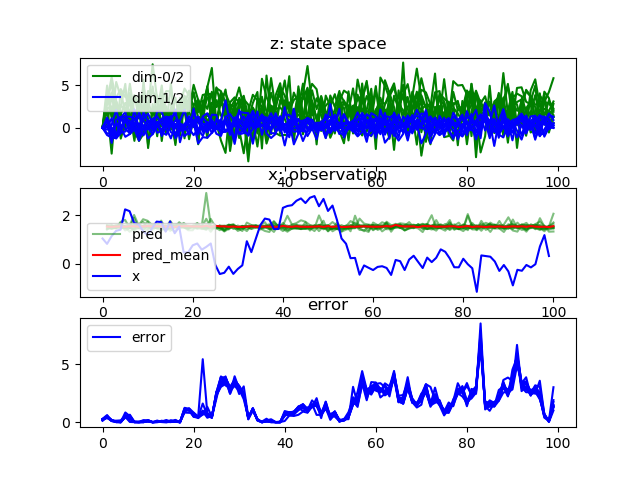 z: state space
5
0
dim-0/2
dim-1/2
0 20 40 60 80 100
x: observation
2
0
pred
pred_mean
x
0 20 40 60 80 100
error
5
0
error
0 20 40 60 80 100